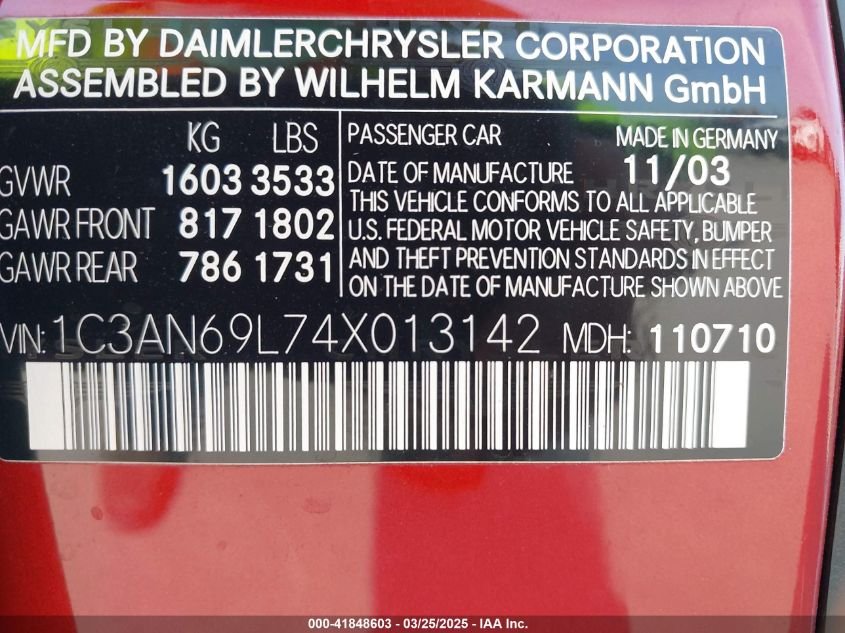 MFD BY DAIMLERCHRYSLER CORPORATION
ASSEMBLED BY WILHELM KARMANN GmbH
KG LBS
GVWR 1603 3533
GAWR FRONT 817 1802
GAWR REAR 786 1731
PASSENGER CAR MADE IN GERMANY
DATE OF MANUFACTURE 11/03
THIS VEHICLE CONFORMS TO ALL APPLICABLE
U.S. FEDERAL MOTOR VEHICLE SAFETY, BUMPER
AND THEFT PREVENTION STANDARDS IN EFFECT
ON THE DATE OF MANUFACTURE SHOWN ABOVE.
VIN: 1C3AN69L74X013142 MDH: 110710
000-41848603 / 03/25/2025 - IAA Inc.